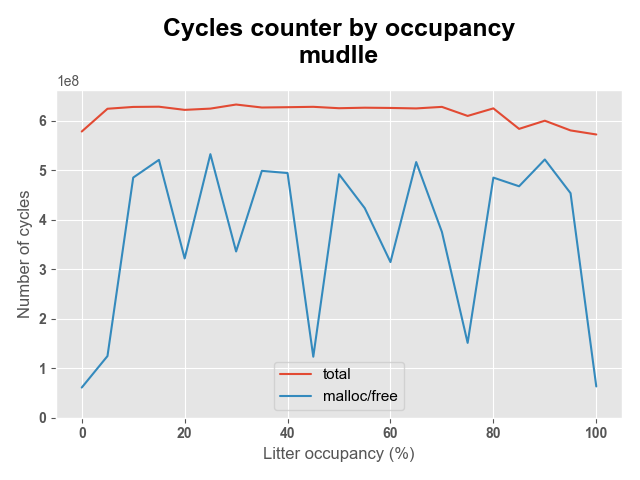 Cycles counter by occupancy
mudlle
1e8
6
5
4
3
2
1
0
Number of cycles
total
malloc/free
0 20 40 60 80 100
Litter occupancy (%)